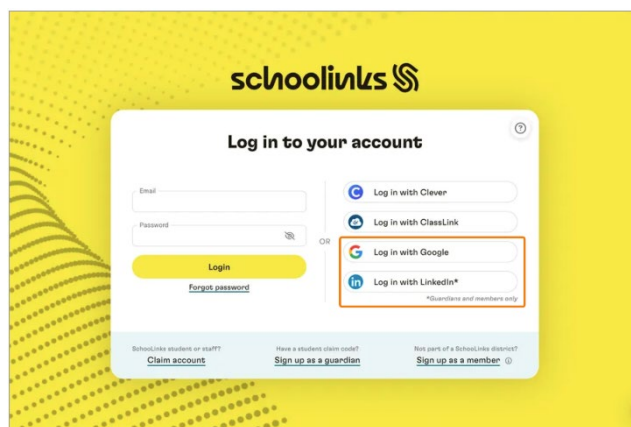 schoolinks
Log in to your account
Email
Password
Login
Forgot password
OR
Log in with Clever
Log in with ClassLink
Log in with Google
Log in with LinkedIn*
*Guardians and members only
SchooLinks student or staff?
Claim account
Have a student claim code?
Sign up as a guardian
Not part of a SchooLinks district?
Sign up as a member